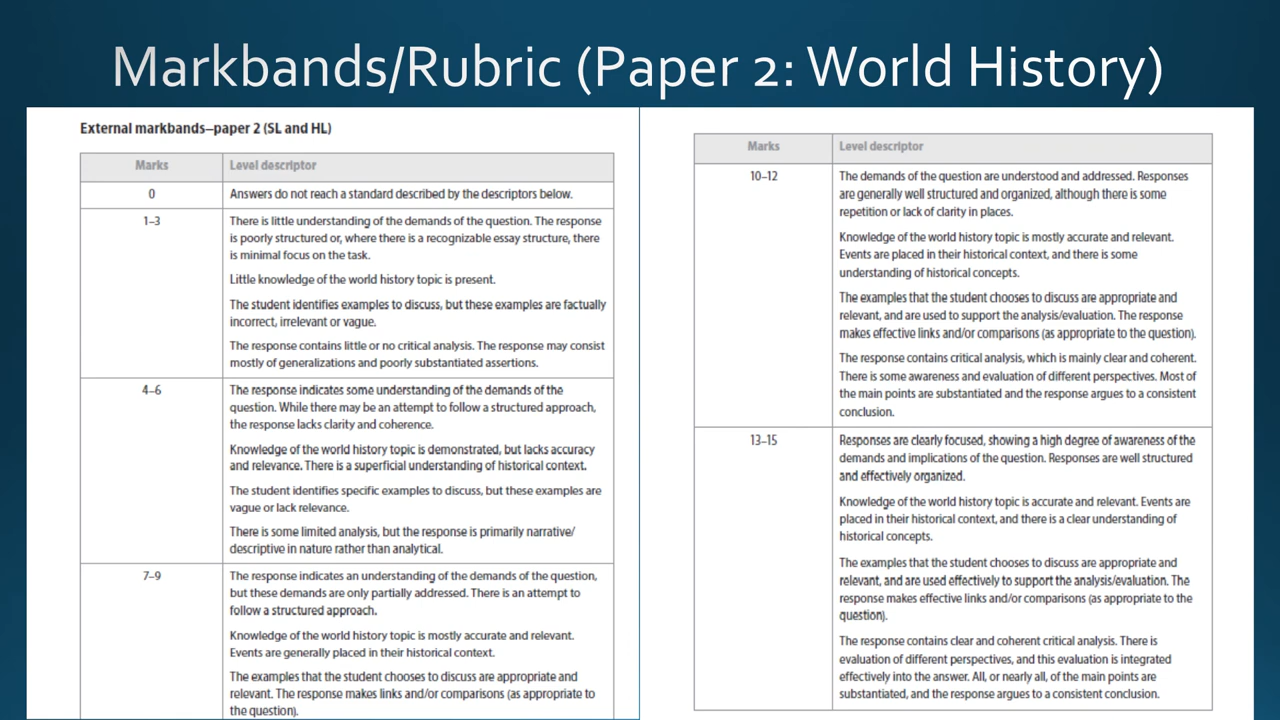 Markbands/Rubric (Paper 2: World History)
External markbands–paper 2 (SL and HL)
Marks
Level descriptor
0
Answers do not reach a standard described by the descriptors below.
1–3
There is little understanding of the demands of the question. The response
is poorly structured or, where there is a recognizable essay structure, there
is minimal focus on the task.
Little knowledge of the world history topic is present.
The student identifies examples to discuss, but these examples are factually
incorrect, irrelevant or vague.
The response contains little or no critical analysis. The response may consist
mostly of generalizations and poorly substantiated assertions.
4–6
The response indicates some understanding of the demands of the
question. While there may be an attempt to follow a structured approach,
the response lacks clarity and coherence.
Knowledge of the world history topic is demonstrated, but lacks accuracy
and relevance. There is a superficial understanding of historical context.
The student identifies specific examples to discuss, but these examples are
vague or lack relevance.
There is some limited analysis, but the response is primarily narrative/
descriptive in nature rather than analytical.
7–9
The response indicates an understanding of the demands of the question,
but these demands are only partially addressed. There is an attempt to
follow a structured approach.
Knowledge of the world history topic is mostly accurate and relevant.
Events are generally placed in their historical context.
The examples that the student chooses to discuss are appropriate and
relevant. The response makes links and/or comparisons (as appropriate to
the question).
Marks
Level descriptor
10–12
The demands of the question are understood and addressed. Responses
are generally well structured and organized, although there is some
repetition or lack of clarity in places.
Knowledge of the world history topic is mostly accurate and relevant.
Events are placed in their historical context, and there is some
understanding of historical concepts.
The examples that the student chooses to discuss are appropriate and
relevant, and are used to support the analysis/evaluation. The response
makes effective links and/or comparisons (as appropriate to the question).
The response contains critical analysis, which is mainly clear and coherent.
There is some awareness and evaluation of different perspectives. Most of
the main points are substantiated and the response argues to a consistent
conclusion.
13–15
Responses are clearly focused, showing a high degree of awareness of the
demands and implications of the question. Responses are well structured
and effectively organized.
Knowledge of the world history topic is accurate and relevant. Events are
placed in their historical context, and there is a clear understanding of
historical concepts.
The examples that the student chooses to discuss are appropriate and
relevant, and are used effectively to support the analysis/evaluation. The
response makes effective links and/or comparisons (as appropriate to the
question).
The response contains clear and coherent critical analysis. There is
evaluation of different perspectives, and this evaluation is integrated
effectively into the answer. All, or nearly all, of the main points are
substantiated, and the response argues to a consistent conclusion.